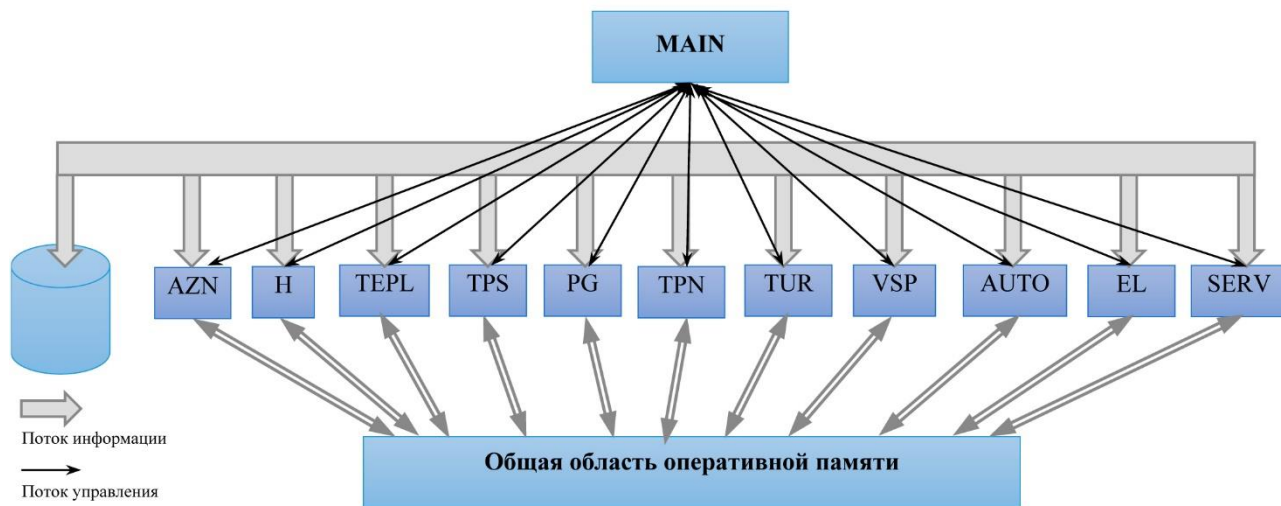 MAIN
AZN
H
TEPL
TPS
PG
TPN
TUR
VSP
AUTO
EL
SERV
Поток информации
Поток управления
Общая область оперативной памяти